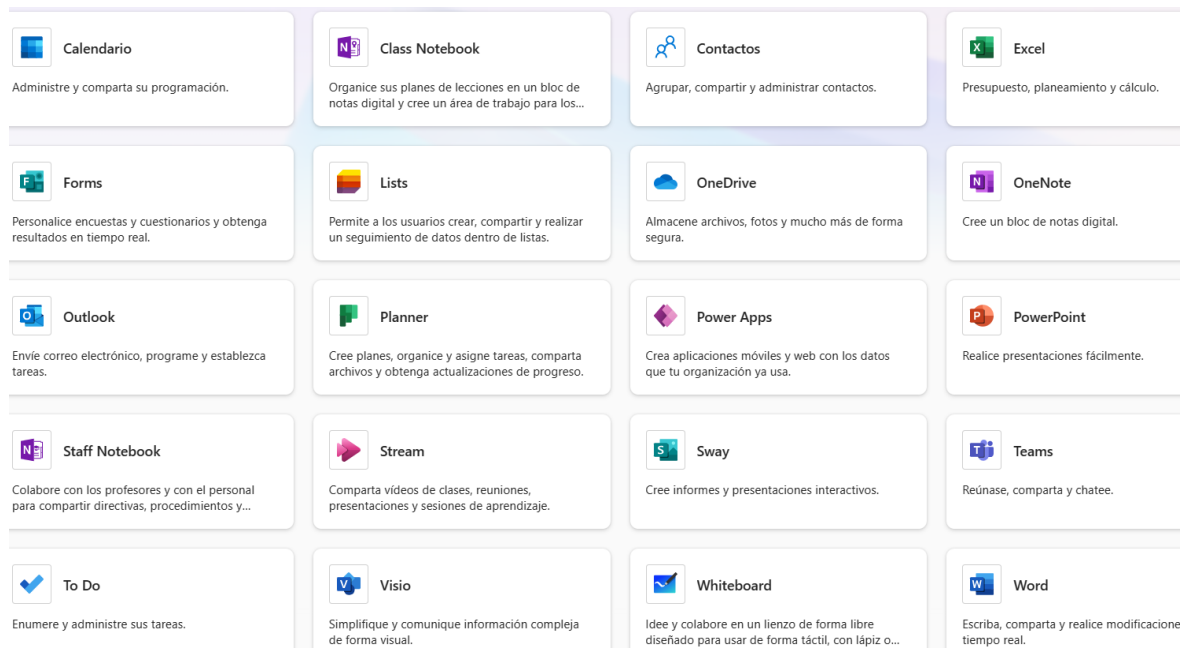 Calendario
Administre y comparta su programación.
Class Notebook
Organice sus planes de lecciones en un bloc de
notas digital y cree un área de trabajo para los...
Contactos
Agrupar, compartir y administrar contactos.
Excel
Presupuesto, planeamiento y cálculo.
Forms
Personalice encuestas y cuestionarios y obtenga
resultados en tiempo real.
Lists
Permite a los usuarios crear, compartir y realizar
un seguimiento de datos dentro de listas.
OneDrive
Almacene archivos, fotos y mucho más de forma
segura.
OneNote
Cree un bloc de notas digital.
Outlook
Envíe correo electrónico, programe y establezca
tareas.
Planner
Cree planes, organice y asigne tareas, comparta
archivos y obtenga actualizaciones de progreso.
Power Apps
Crea aplicaciones móviles y web con los datos
que tu organización ya usa.
PowerPoint
Realice presentaciones fácilmente.
Staff Notebook
Colabore con los profesores y con el personal
para compartir directivas, procedimientos y...
Stream
Comparta vídeos de clases, reuniones,
presentaciones y sesiones de aprendizaje.
Sway
Cree informes y presentaciones interactivos.
Teams
Reúnase, comparta y chatee.
To Do
Enumere y administre sus tareas.
Visio
Simplifique y comunique información compleja
de forma visual.
Whiteboard
Idee y colabore en un lienzo de forma libre
diseñado para usar de forma táctil, con lápiz o...
Word
Escriba, comparta y realice modificacione
tiempo real.